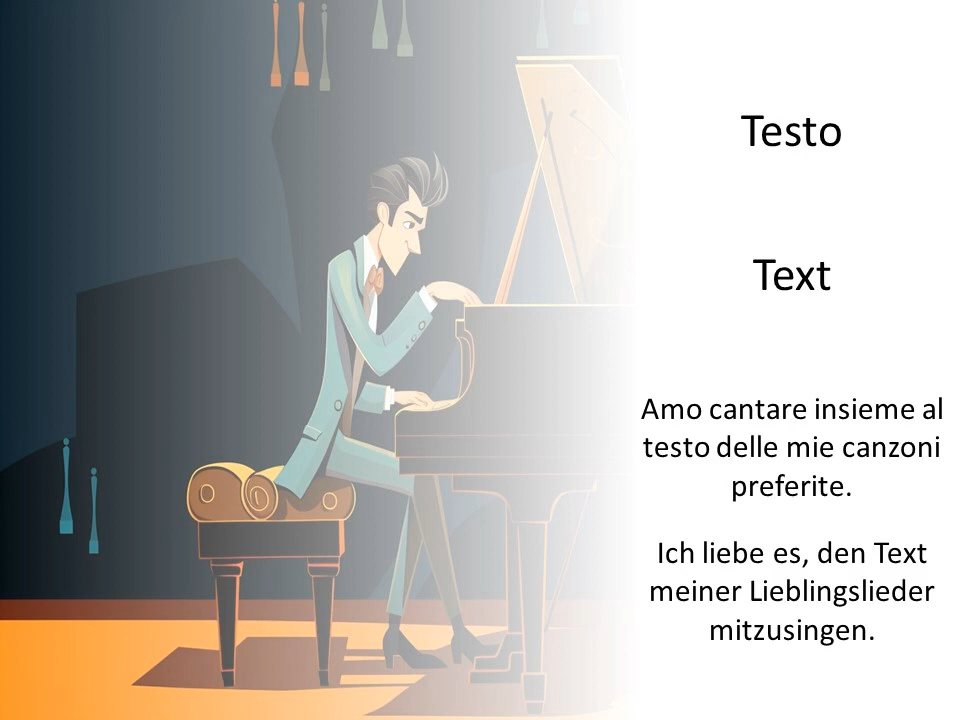 Testo
Text
Amo cantare insieme al
testo delle mie canzoni
preferite.
Ich liebe es, den Text
meiner Lieblingslieder
mitzusingen.